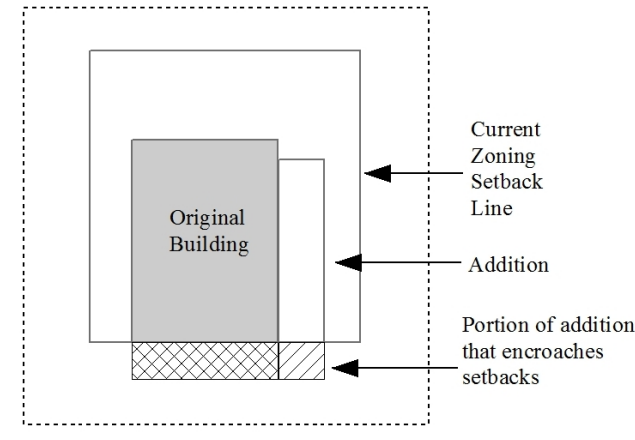 Current
Zoning
Setback
Line
Original
Building
Addition
Portion of addition
that encroaches
setbacks